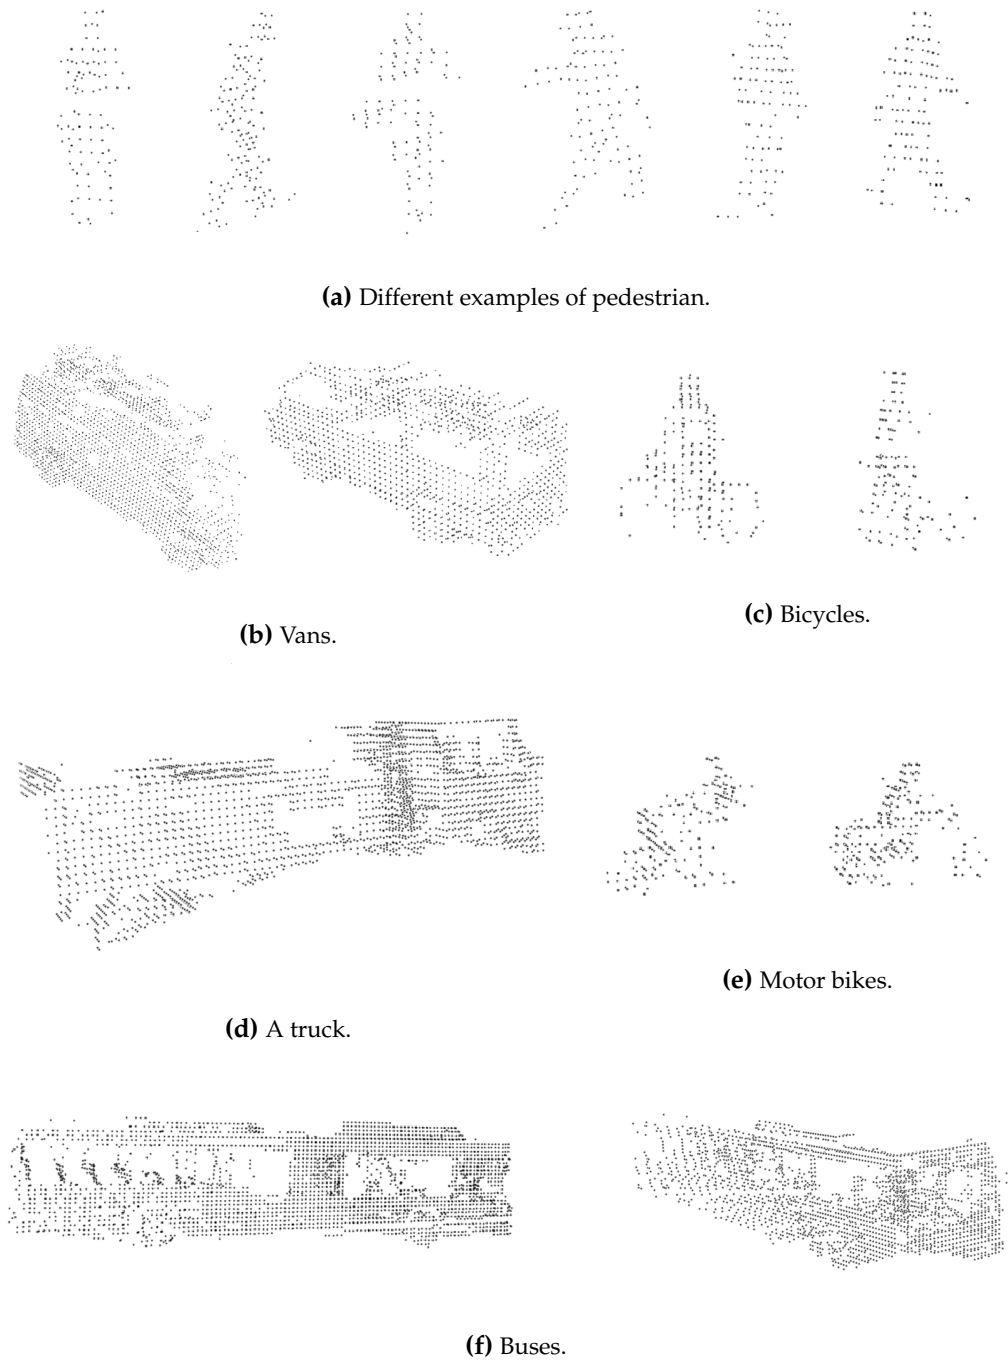 (a) Different examples of pedestrian.
(b) Vans.
(c) Bicycles.
(d) A truck.
(e) Motor bikes.
(f) Buses.